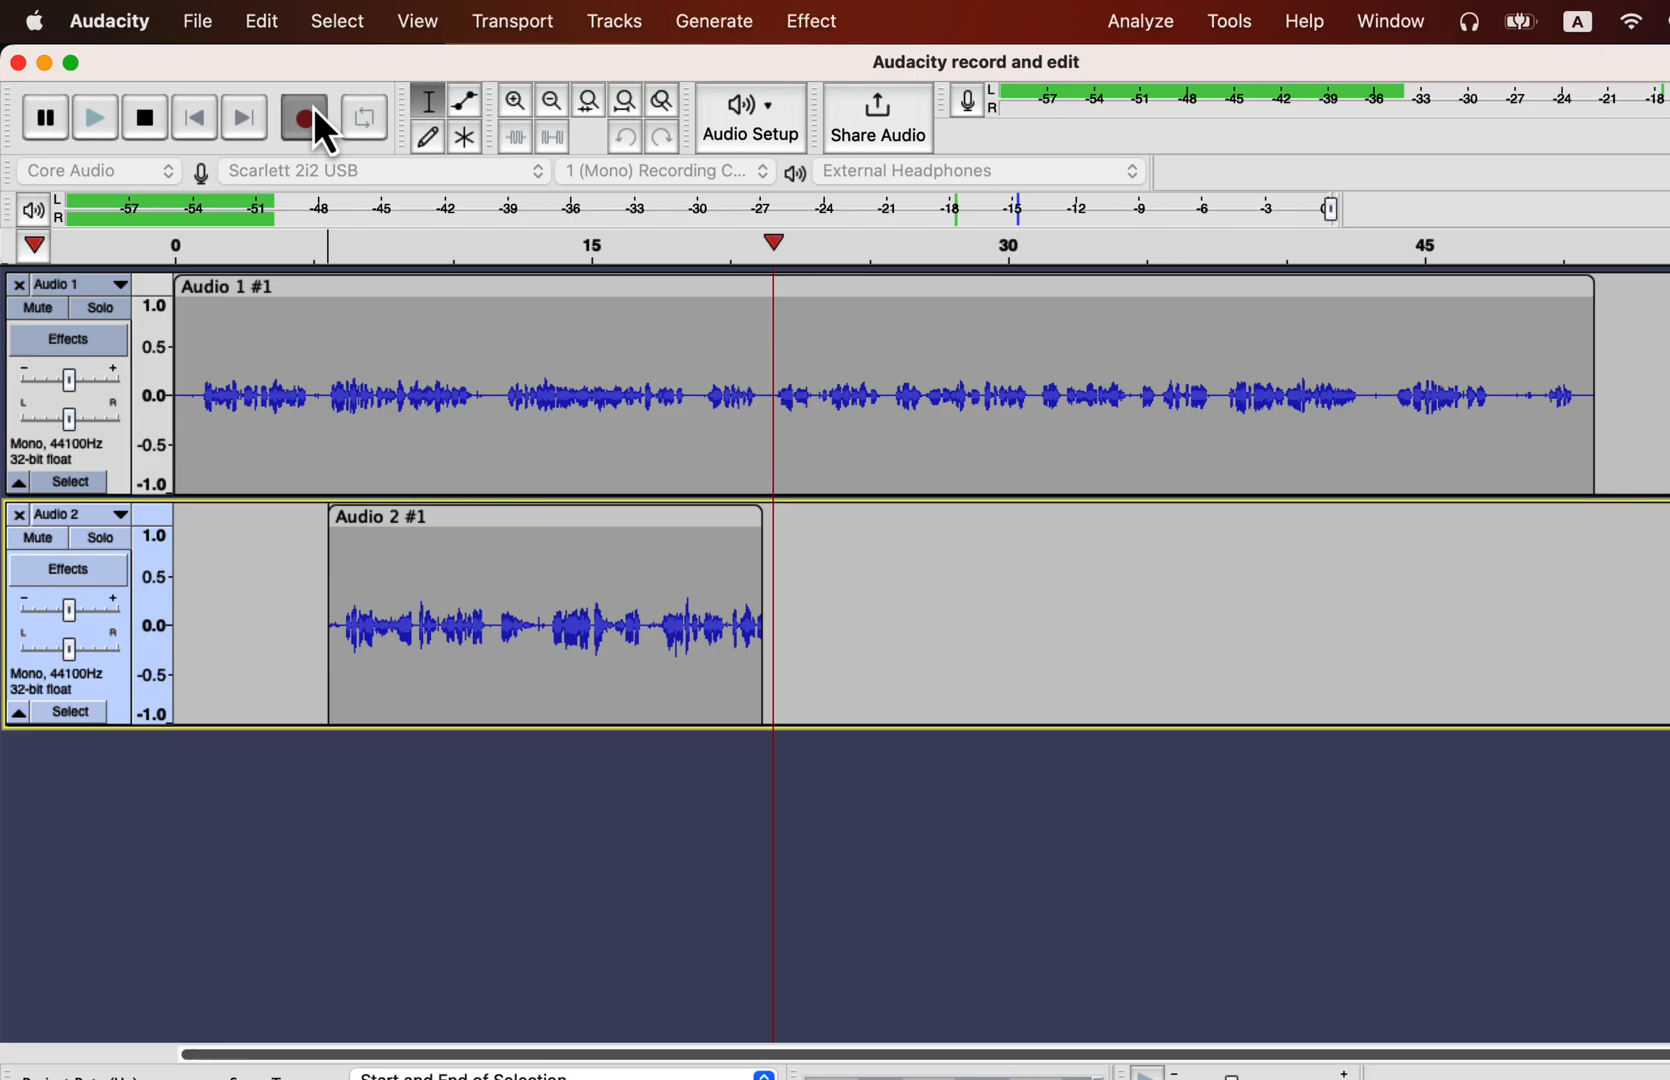 Audacity File Edit Select View Transport Tracks Generate Effect Analyze Tools Help Window A
Audacity record and edit
L
R
-57 -54 -51 -48 -45 -42 -39 -36 -33 -30 -27 -24 -21 -18
Audio Setup
Share Audio
Core Audio Scarlett 2i2 USB 1 (Mono) Recording C... External Headphones
L
R
-57 -54 -51 -48 -45 -42 -39 -36 -33 -30 -27 -24 -21 -18 -15 -12 -9 -6 -3
0 15 30 45
Audio 1
Audio 1 #1
Mute Solo
Effects
- +
L R
Mono, 44100Hz
32-bit float
Select
1.0
0.5
0.0
-0.5
-1.0
Audio 2
Audio 2 #1
Mute Solo
Effects
- +
L R
Mono, 44100Hz
32-bit float
Select
1.0
0.5
0.0
-0.5
-1.0
Start and End of Selection
- +